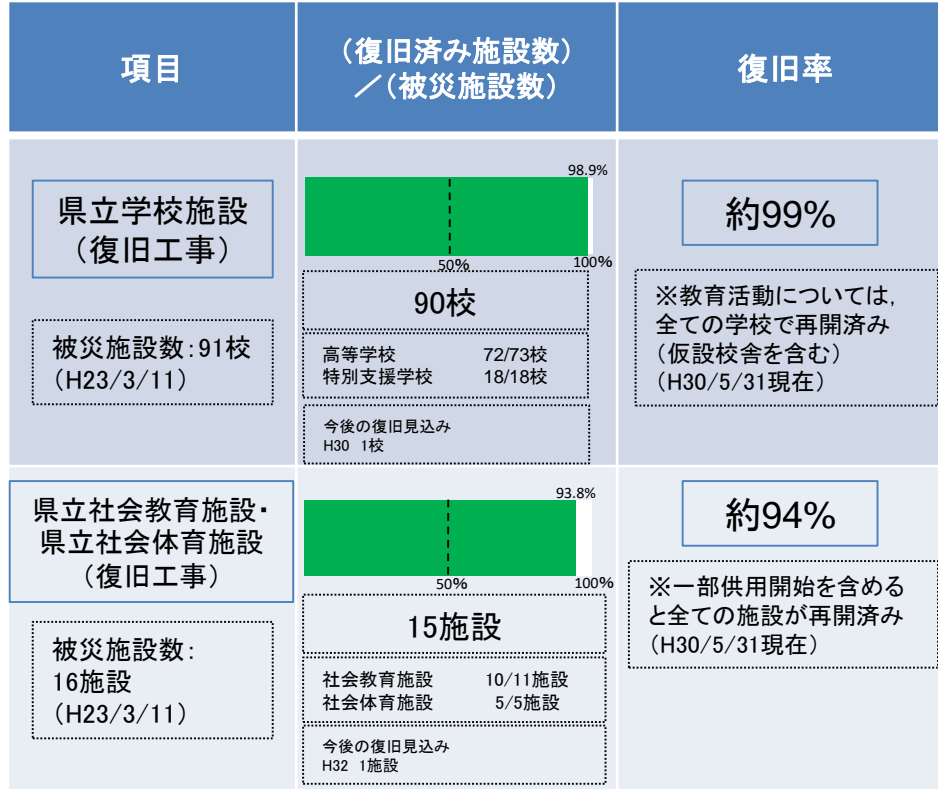 項目
（復旧済み施設数）
／（被災施設数）
復旧率
県立学校施設
（復旧工事）
被災施設数：91校
（H23/3/11）
98.9%
50%
100%
90校
高等学校 72/73校
特別支援学校 18/18校
今後の復旧見込み
H30 1校
約99%
※教育活動については，
全ての学校で再開済み
（仮設校舎を含む）
（H30/5/31現在）
県立社会教育施設・
県立社会体育施設
（復旧工事）
被災施設数：
16施設
（H23/3/11）
93.8%
50%
100%
15施設
社会教育施設 10/11施設
社会体育施設 5/5施設
今後の復旧見込み
H32 1施設
約94%
※一部供用開始を含める
と全ての施設が再開済み
（H30/5/31現在）